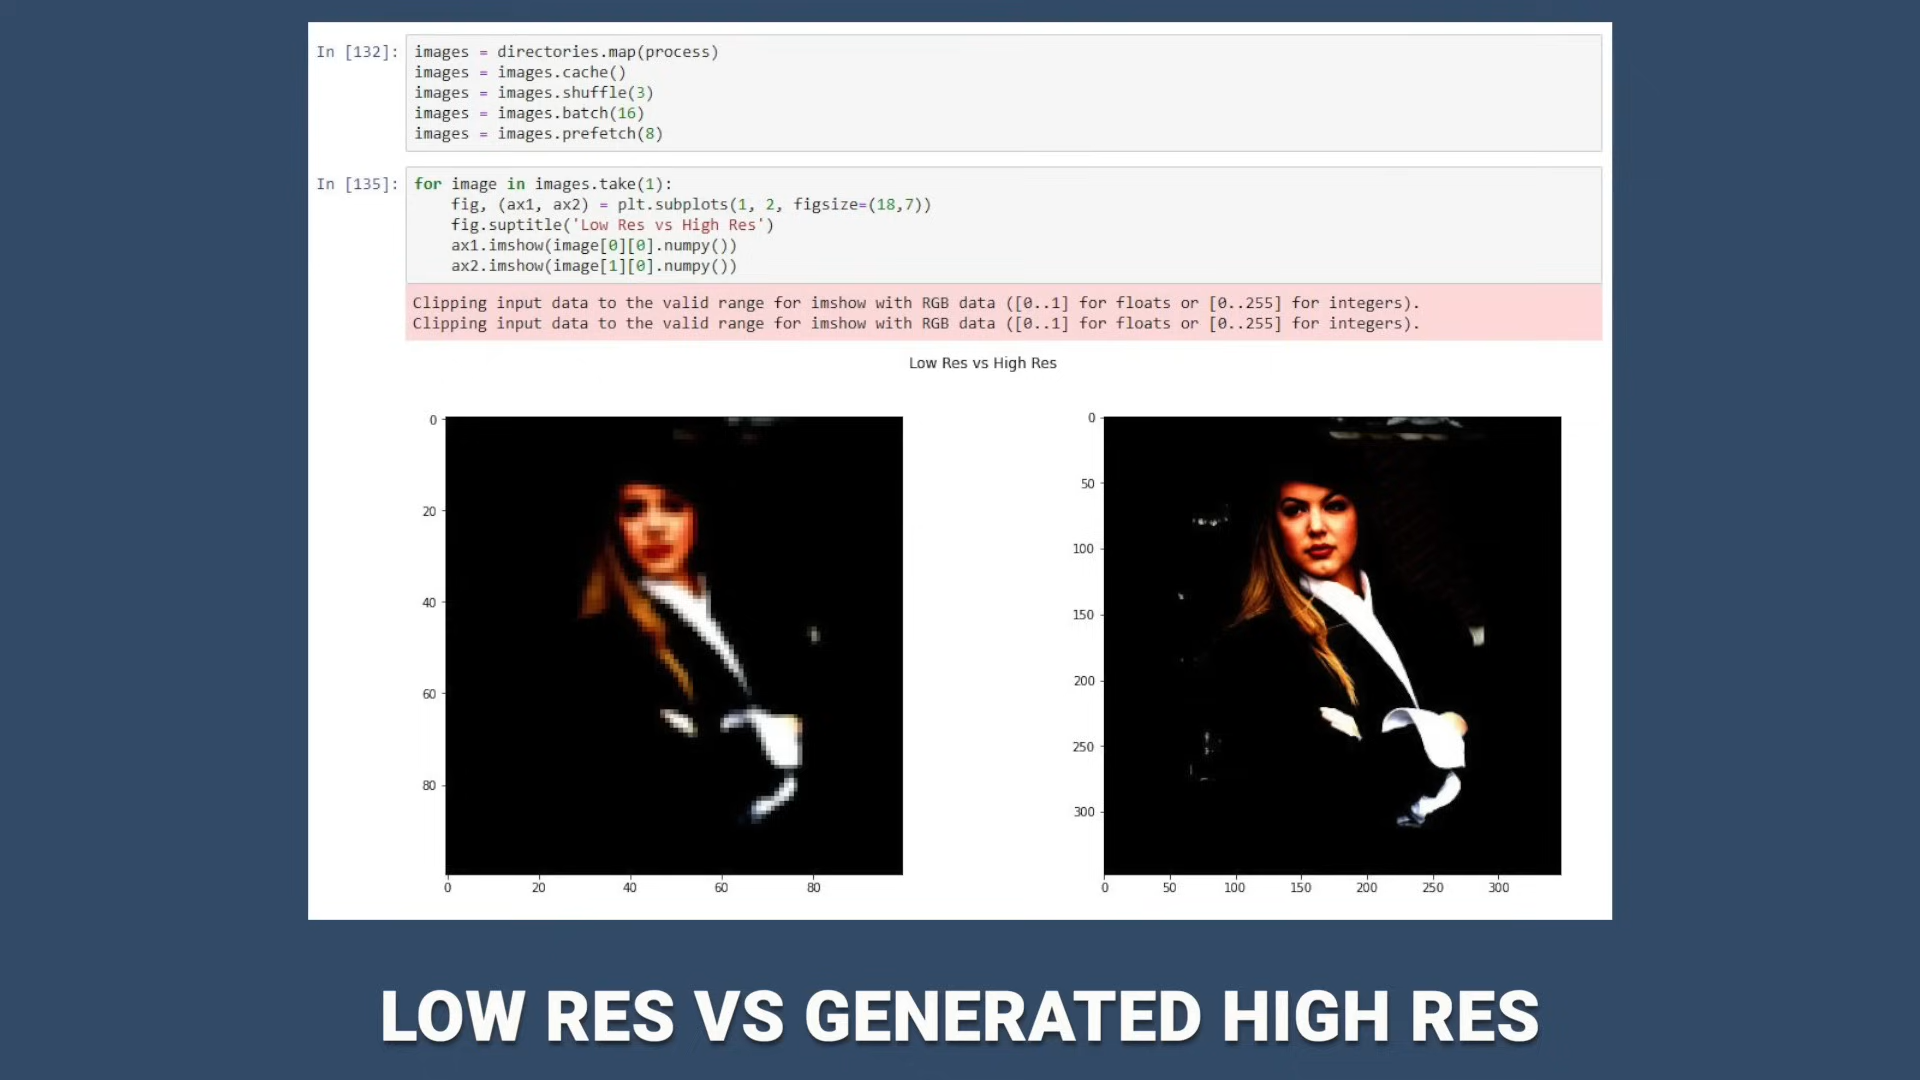 In [132]:
images = directories.map(process)
images = images.cache()
images = images.shuffle(3)
images = images.batch(16)
images = images.prefetch(8)
In [135]:
for image in images.take(1):
    fig, (ax1, ax2) = plt.subplots(1, 2, figsize=(18,7))
    fig.suptitle('Low Res vs High Res')
    ax1.imshow(image[0][0].numpy())
    ax2.imshow(image[1][0].numpy())
Clipping input data to the valid range for imshow with RGB data ([0..1] for floats or [0..255] for integers).
Clipping input data to the valid range for imshow with RGB data ([0..1] for floats or [0..255] for integers).
Low Res vs High Res
0
20
40
60
80
0 20 40 60 80
0
50
100
150
200
250
300
0 50 100 150 200 250 300
LOW RES VS GENERATED HIGH RES